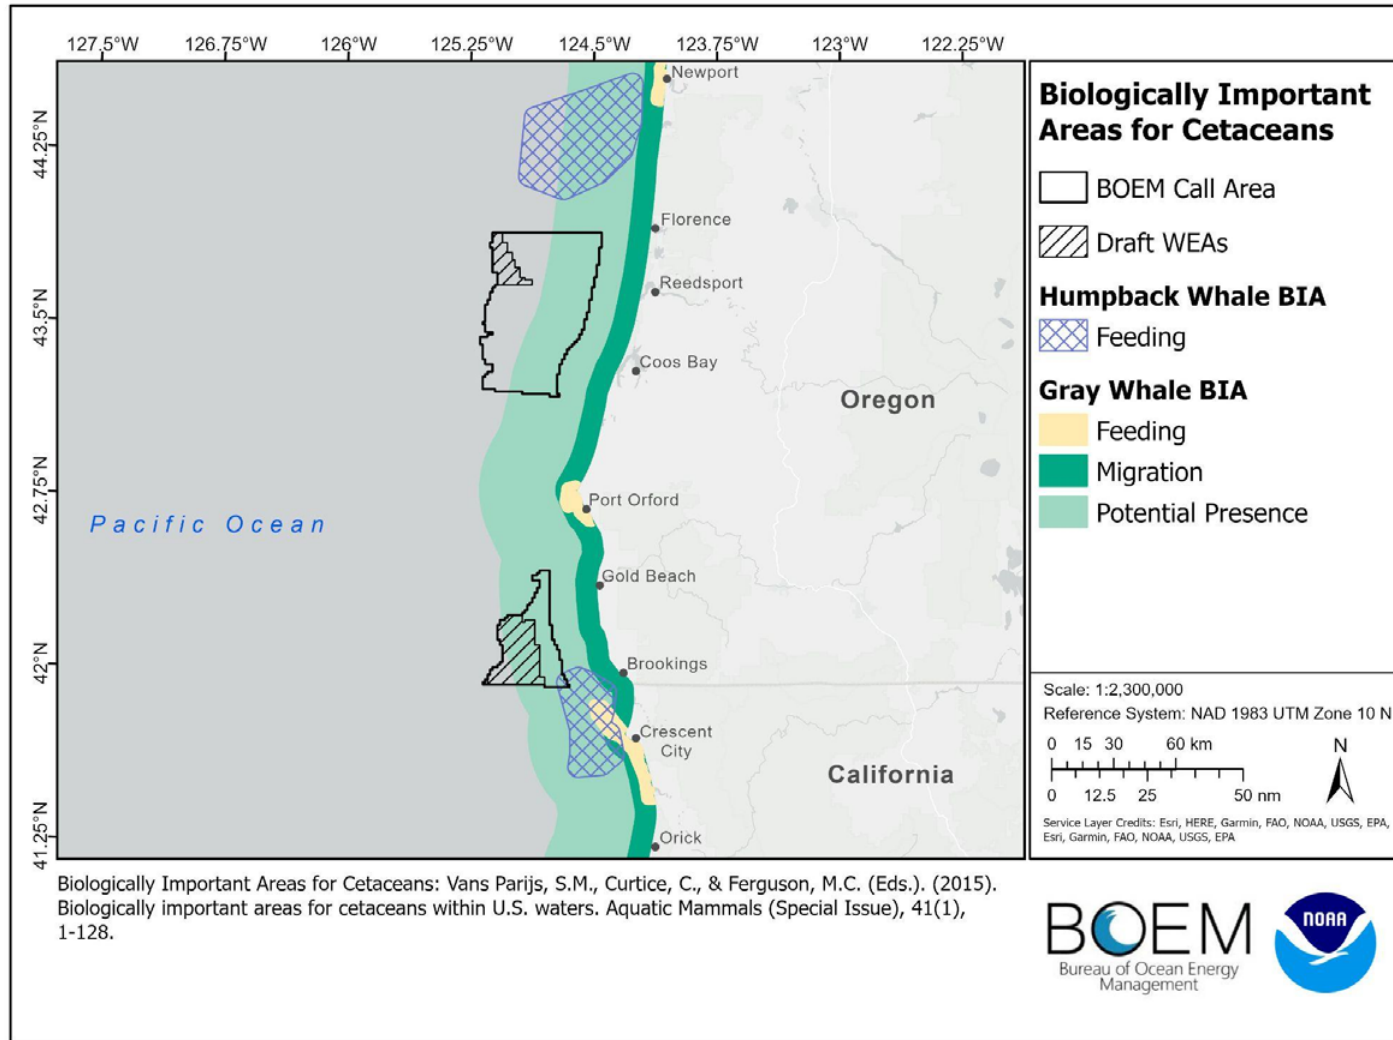 127.5°W 126.75°W 126°W 125.25°W 124.5°W 123.75°W 123°W 122.25°W
44.25°N
43.5°N
42.75°N
42°N
41.25°N
Newport
Florence
Reedsport
Coos Bay
Oregon
Port Orford
Pacific Ocean
Gold Beach
Brookings
Crescent
City
California
Orick
Biologically Important
Areas for Cetaceans
BOEM Call Area
Draft WEAs
Humpback Whale BIA
Feeding
Gray Whale BIA
Feeding
Migration
Potential Presence
Scale: 1:2,300,000
Reference System: NAD 1983 UTM Zone 10 N
0 15 30 60 km
0 12.5 25 50 nm
N
Service Layer Credits: Esri, HERE, Garmin, FAO, NOAA, USGS, EPA,
Esri, Garmin, FAO, NOAA, USGS, EPA
Biologically Important Areas for Cetaceans: Vans Parijs, S.M., Curtice, C., & Ferguson, M.C. (Eds.). (2015).
Biologically important areas for cetaceans within U.S. waters. Aquatic Mammals (Special Issue), 41(1),
1-128.
BOEM
Bureau of Ocean Energy
Management
NOAA